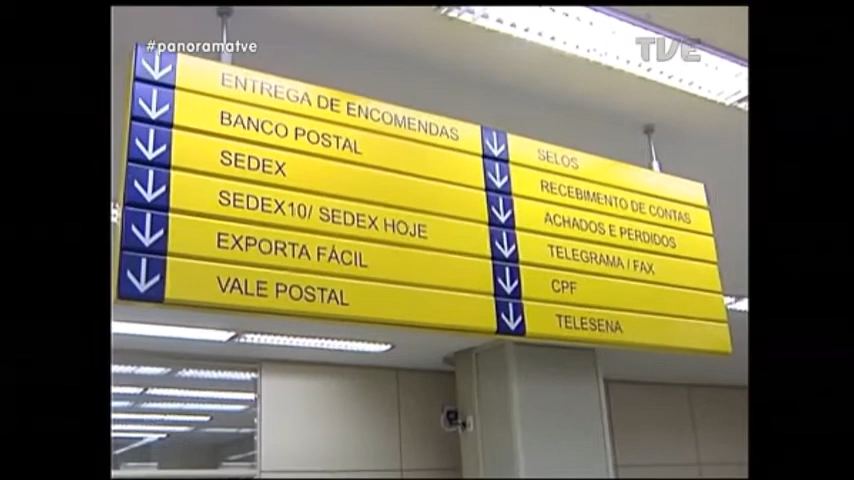 #panoramatve
TVE
ENTREGA DE ENCOMENDAS
BANCO POSTAL
SEDEX
SEDEX10/ SEDEX HOJE
EXPORTA FÁCIL
VALE POSTAL
SELOS
RECEBIMENTO DE CONTAS
ACHADOS E PERDIDOS
TELEGRAMA / FAX
CPF
TELESENA